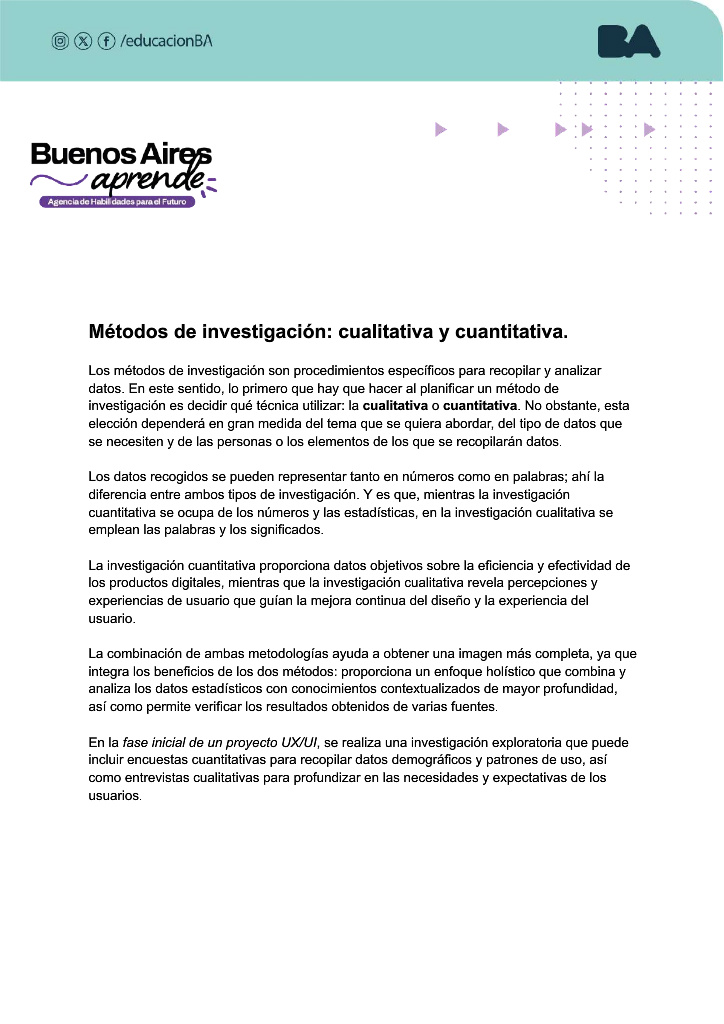 /educacionBA
BA
Buenos Aires
aprende
Agencia de Habilidades para el Futuro
Métodos de investigación: cualitativa y cuantitativa.
Los métodos de investigación son procedimientos específicos para recopilar y analizar
datos. En este sentido, lo primero que hay que hacer al planificar un método de
investigación es decidir qué técnica utilizar: la cualitativa o cuantitativa. No obstante, esta
elección dependerá en gran medida del tema que se quiera abordar, del tipo de datos que
se necesiten y de las personas o los elementos de los que se recopilarán datos.
Los datos recogidos se pueden representar tanto en números como en palabras; ahí la
diferencia entre ambos tipos de investigación. Y es que, mientras la investigación
cuantitativa se ocupa de los números y las estadísticas, en la investigación cualitativa se
emplean las palabras y los significados.
La investigación cuantitativa proporciona datos objetivos sobre la eficiencia y efectividad de
los productos digitales, mientras que la investigación cualitativa revela percepciones y
experiencias de usuario que guían la mejora continua del diseño y la experiencia del
usuario.
La combinación de ambas metodologías ayuda a obtener una imagen más completa, ya que
integra los beneficios de los dos métodos: proporciona un enfoque holístico que combina y
analiza los datos estadísticos con conocimientos contextualizados de mayor profundidad,
así como permite verificar los resultados obtenidos de varias fuentes.
En la fase inicial de un proyecto UX/UI, se realiza una investigación exploratoria que puede
incluir encuestas cuantitativas para recopilar datos demográficos y patrones de uso, así
como entrevistas cualitativas para profundizar en las necesidades y expectativas de los
usuarios.